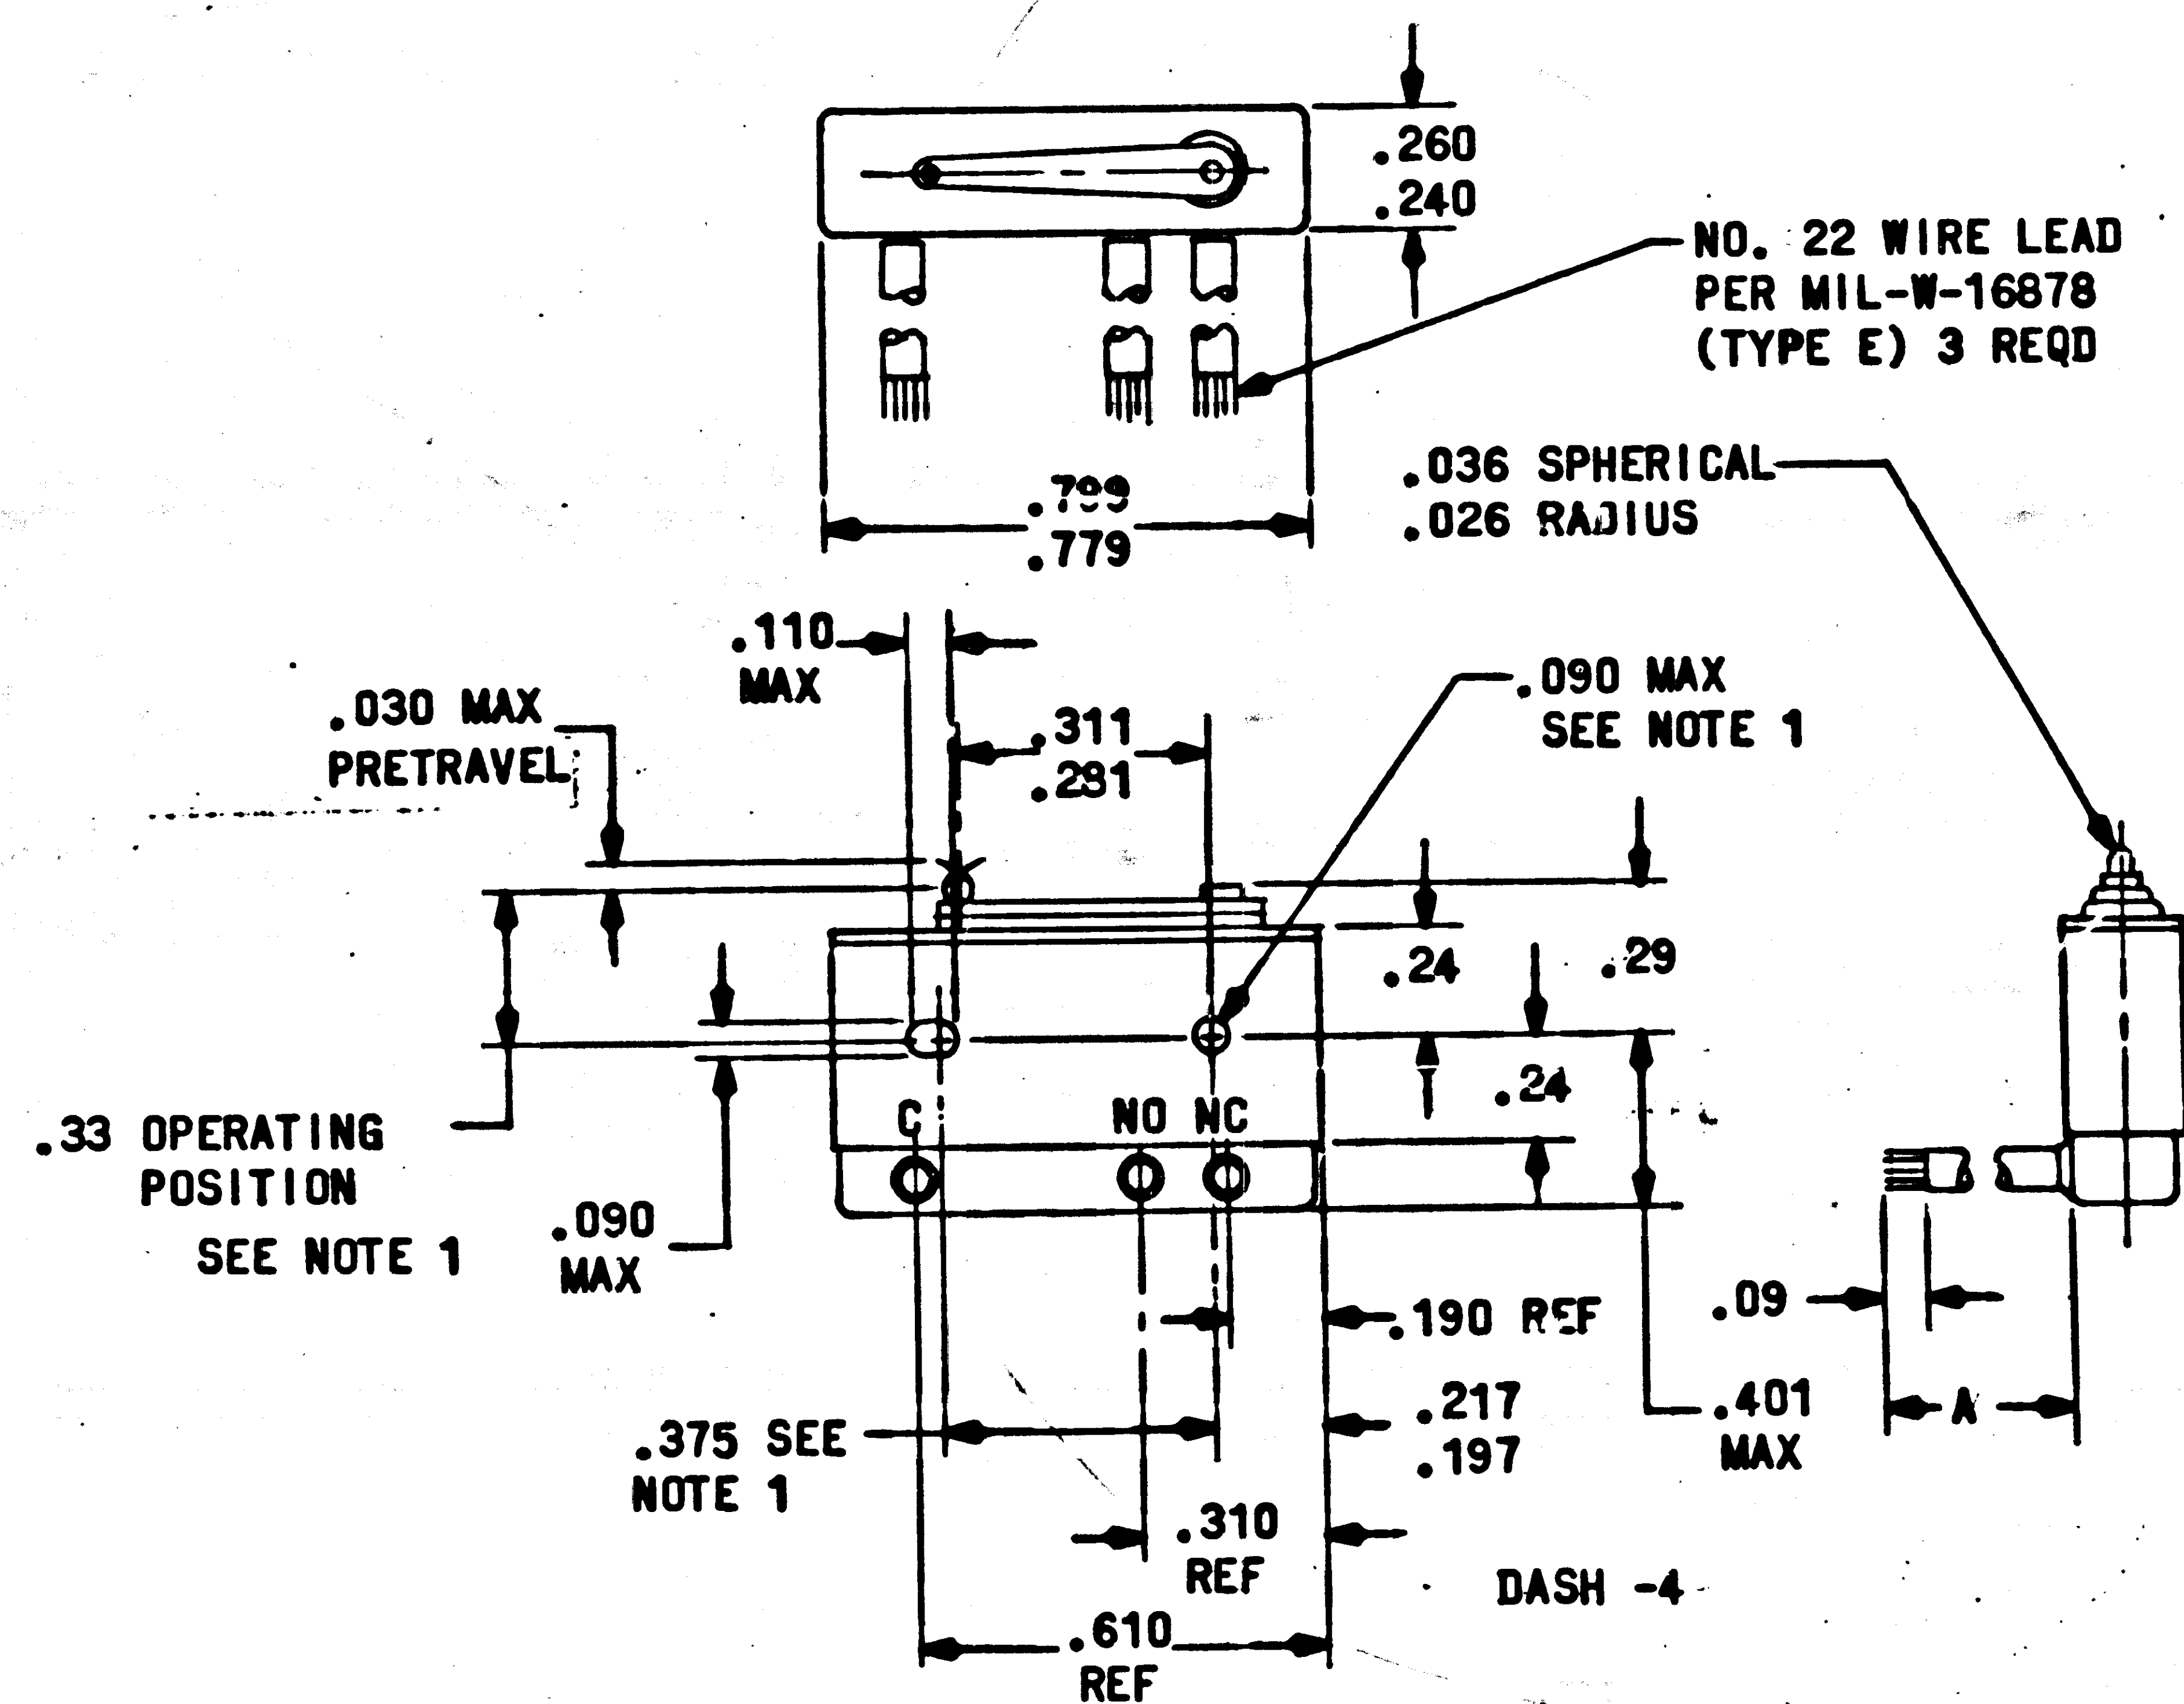 .260
.240
NO. 22 WIRE LEAD
PER MIL-W-16878
(TYPE E) 3 REQD
.036 SPHERICAL
.026 RADIUS
.799
.779
.110
MAX
.090 MAX
SEE NOTE 1
.030 MAX
PRETRAVEL
.311
.281
.24
.29
.24
C NO NC
.33 OPERATING
POSITION
SEE NOTE 1
.090
MAX
.190 REF
.09
.217
.197
.401
MAX
A
.375 SEE
NOTE 1
.310
REF
DASH -4
.610
REF